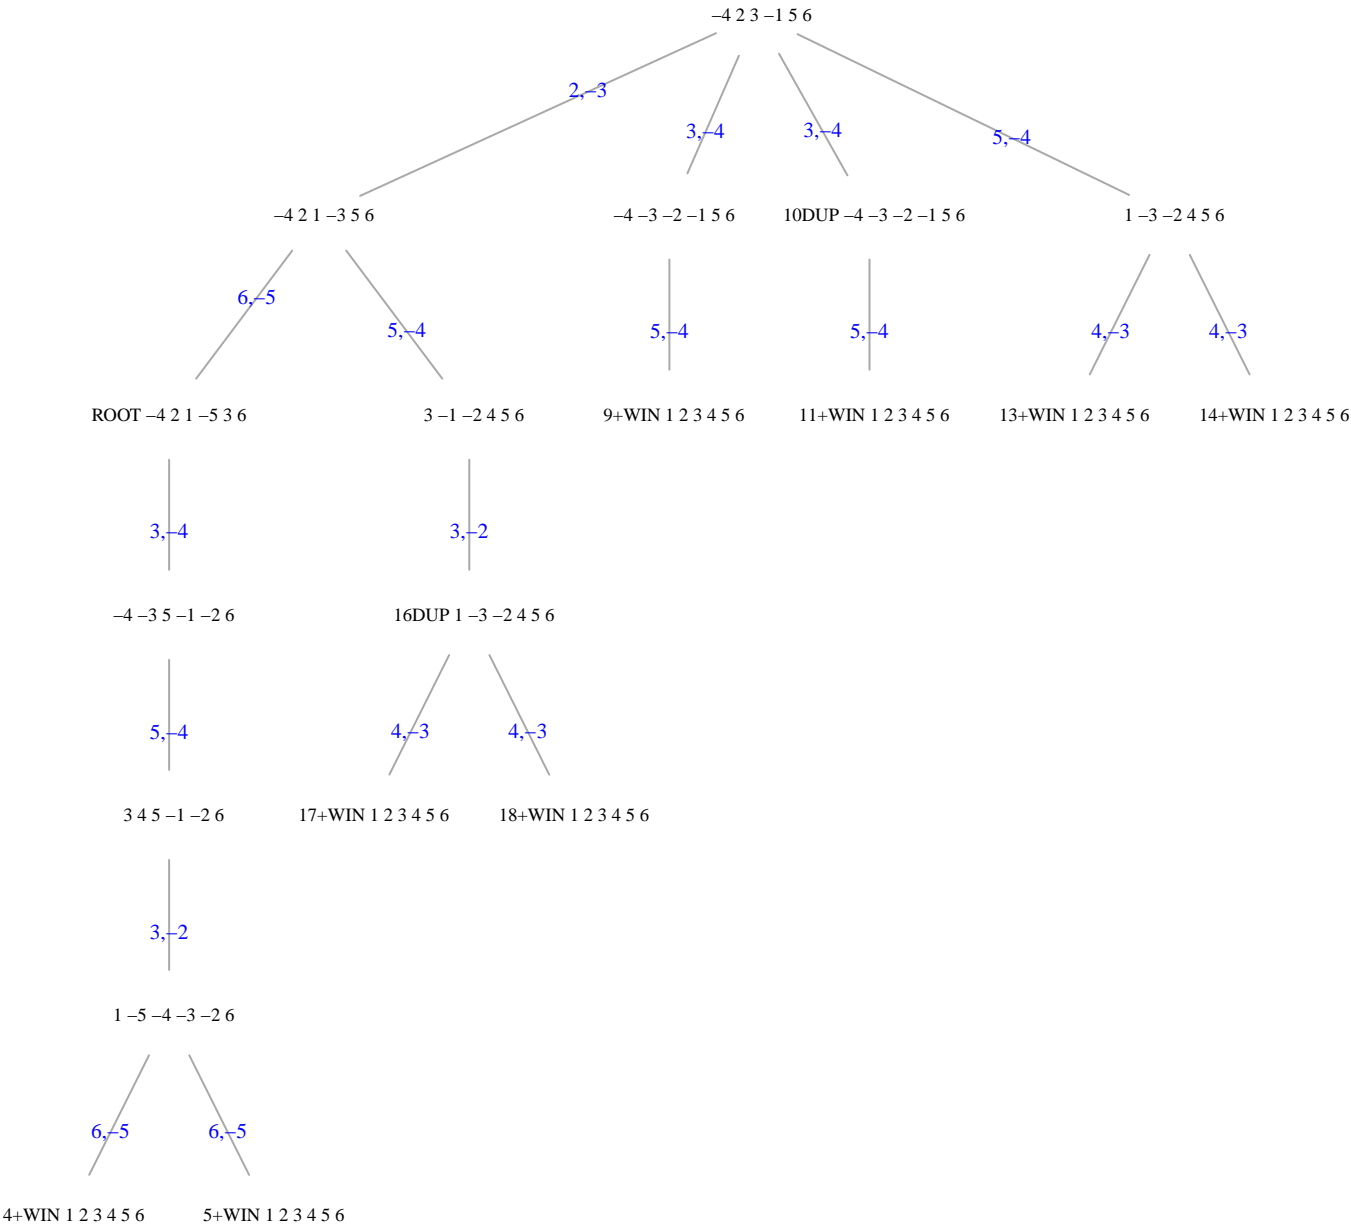 –4 2 3 –1 5 6
2,–3
3,–4
3,–4
5,–4
–4 2 1 –3 5 6
–4 –3 –2 –1 5 6
10DUP –4 –3 –2 –1 5 6
1 –3 –2 4 5 6
6,–5
5,–4
5,–4
5,–4
4,–3
4,–3
ROOT –4 2 1 –5 3 6
3 –1 –2 4 5 6
9+WIN 1 2 3 4 5 6
11+WIN 1 2 3 4 5 6
13+WIN 1 2 3 4 5 6
14+WIN 1 2 3 4 5 6
3,–4
3,–2
–4 –3 5 –1 –2 6
16DUP 1 –3 –2 4 5 6
5,–4
4,–3
4,–3
3 4 5 –1 –2 6
17+WIN 1 2 3 4 5 6
18+WIN 1 2 3 4 5 6
3,–2
1 –5 –4 –3 –2 6
6,–5
6,–5
4+WIN 1 2 3 4 5 6
5+WIN 1 2 3 4 5 6